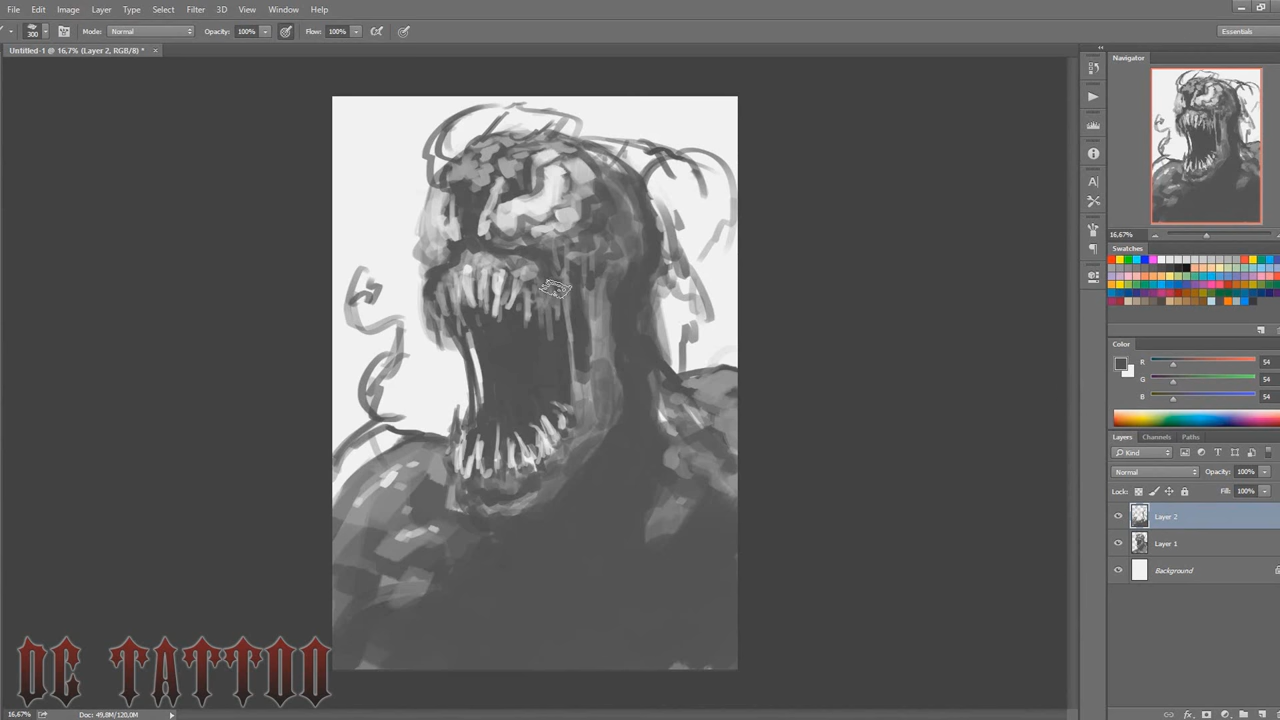 File Edit Image Layer Type Select Filter 3D View Window Help
300 Mode: Normal Opacity: 100% Flow: 100% Essentials
Untitled-1 @ 16,7% (Layer 2, RGB/8) * ×
Navigator
16,67%
Swatches
Color
R 54
G 54
B 54
Layers Channels Paths
Kind
Normal Opacity: 100%
Lock: Fill: 100%
Layer 2
Layer 1
Background
DC TATTOO
16,67% Doc: 49,8M/120,0M